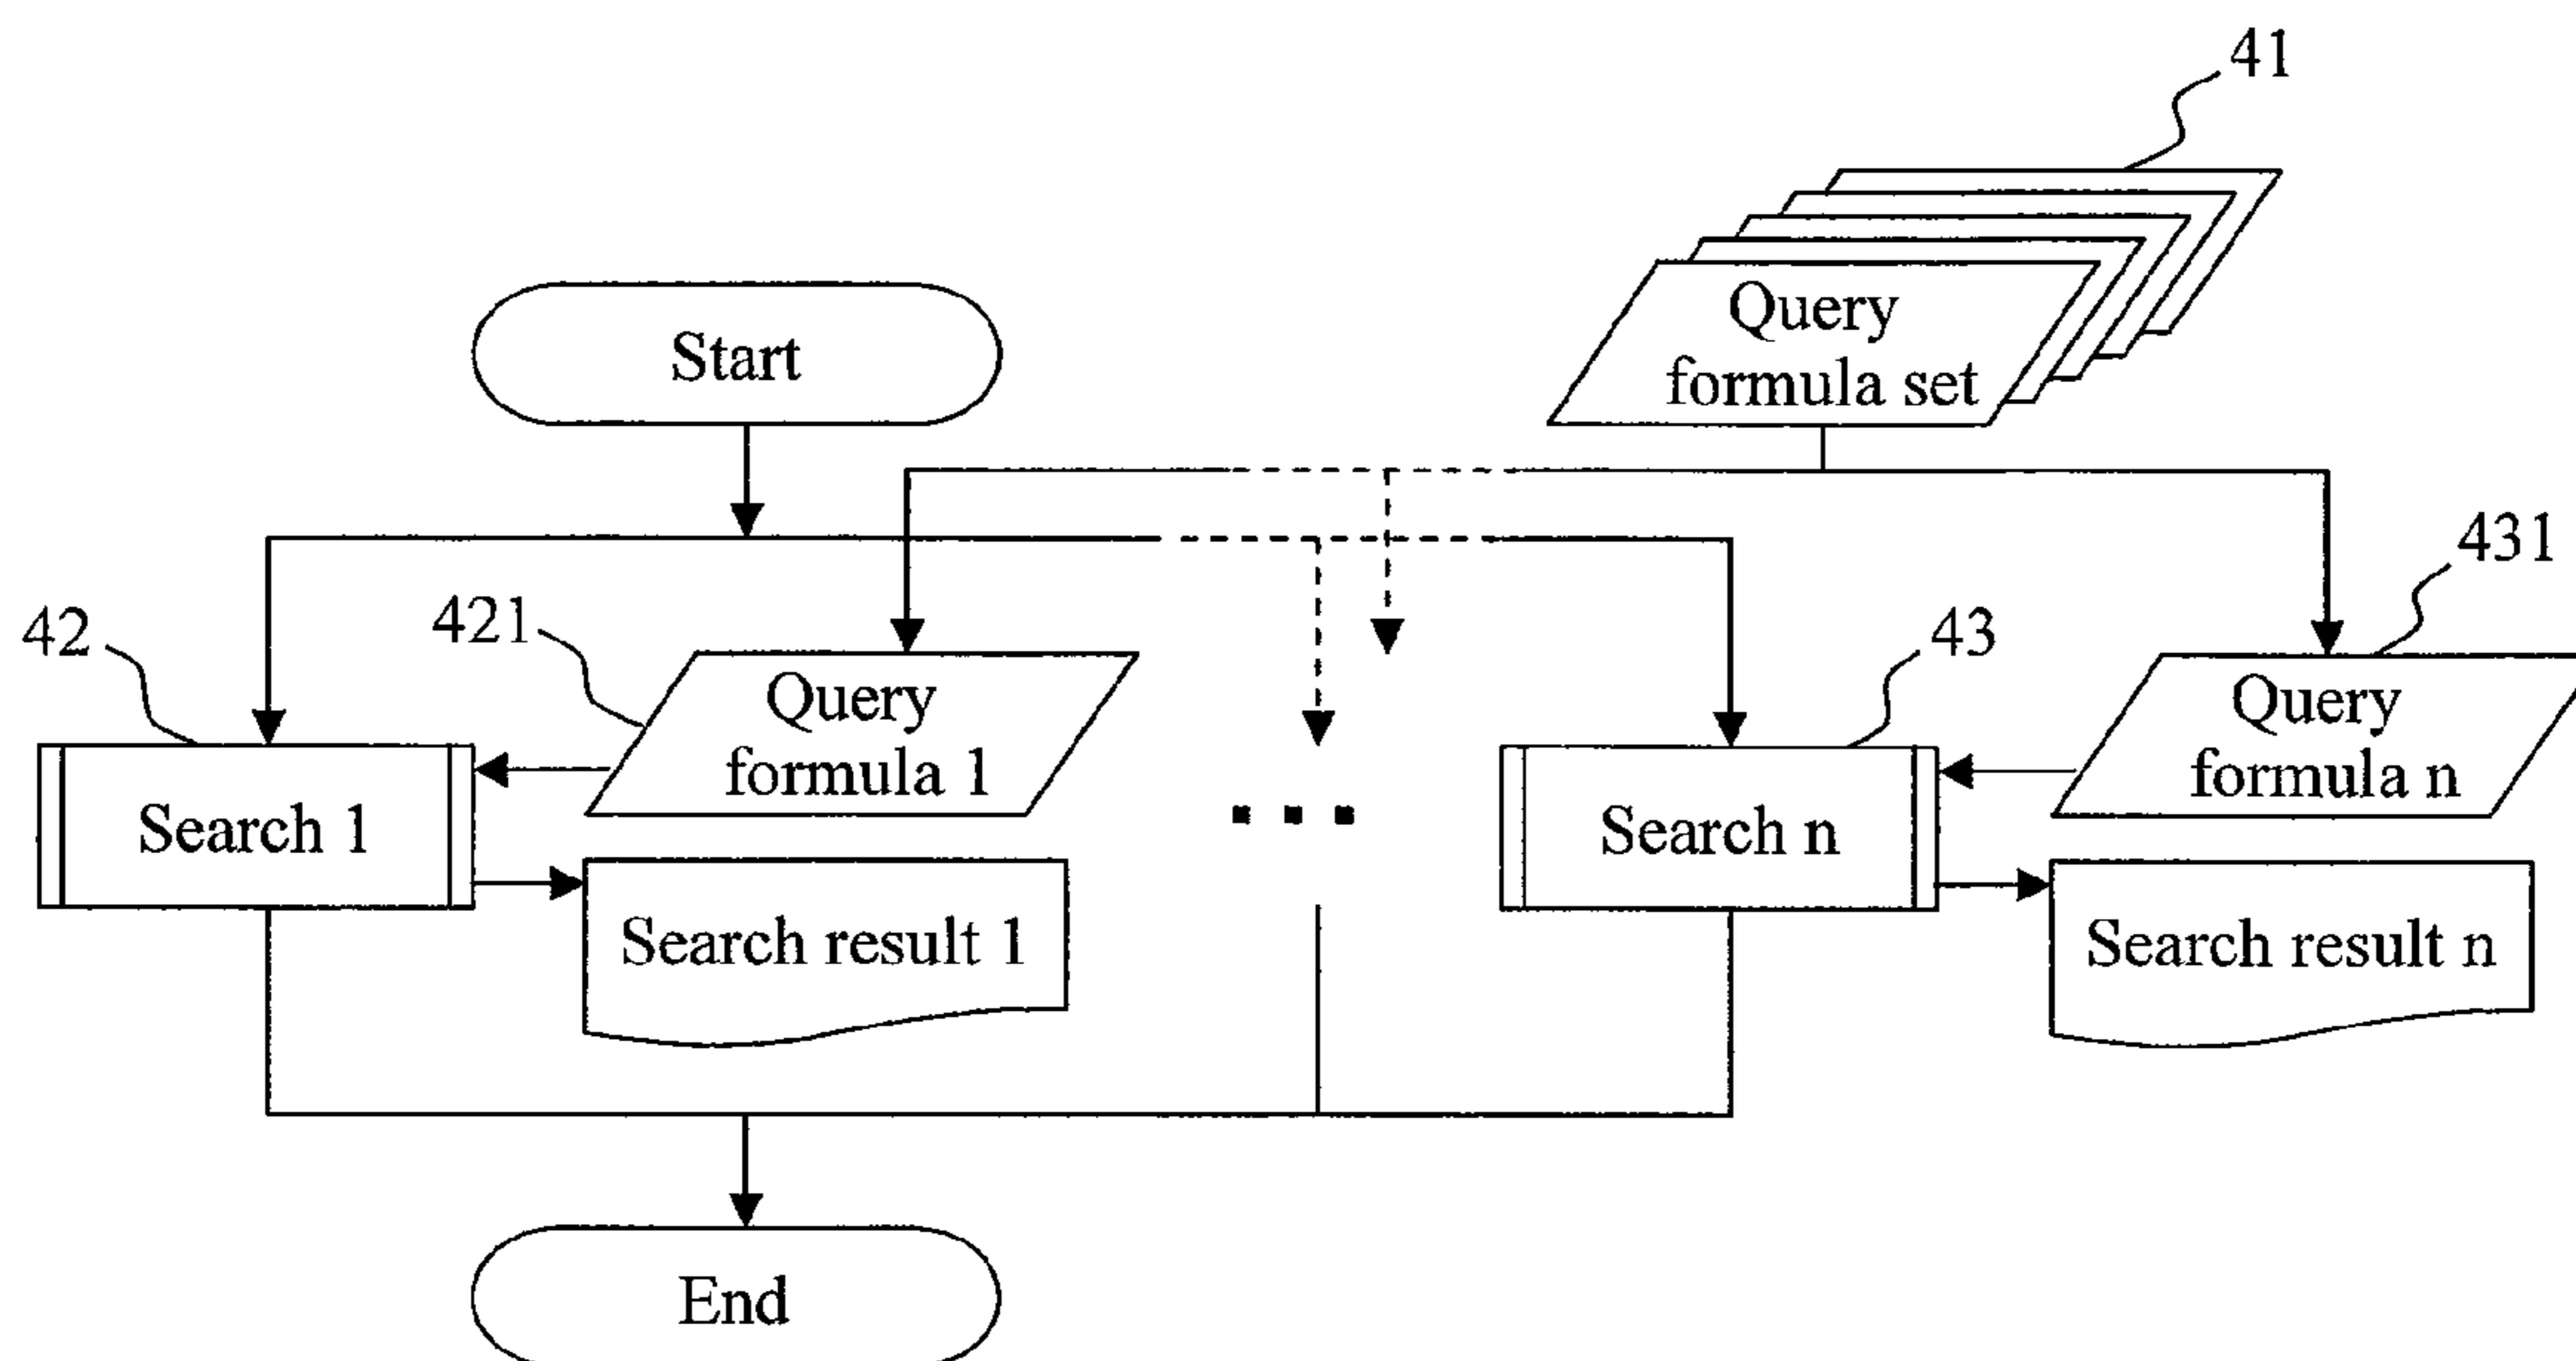 41
Query
formula set
Start
431
42
421
43
Query
formula 1
Query
formula n
Search 1
Search n
Search result 1
Search result n
End